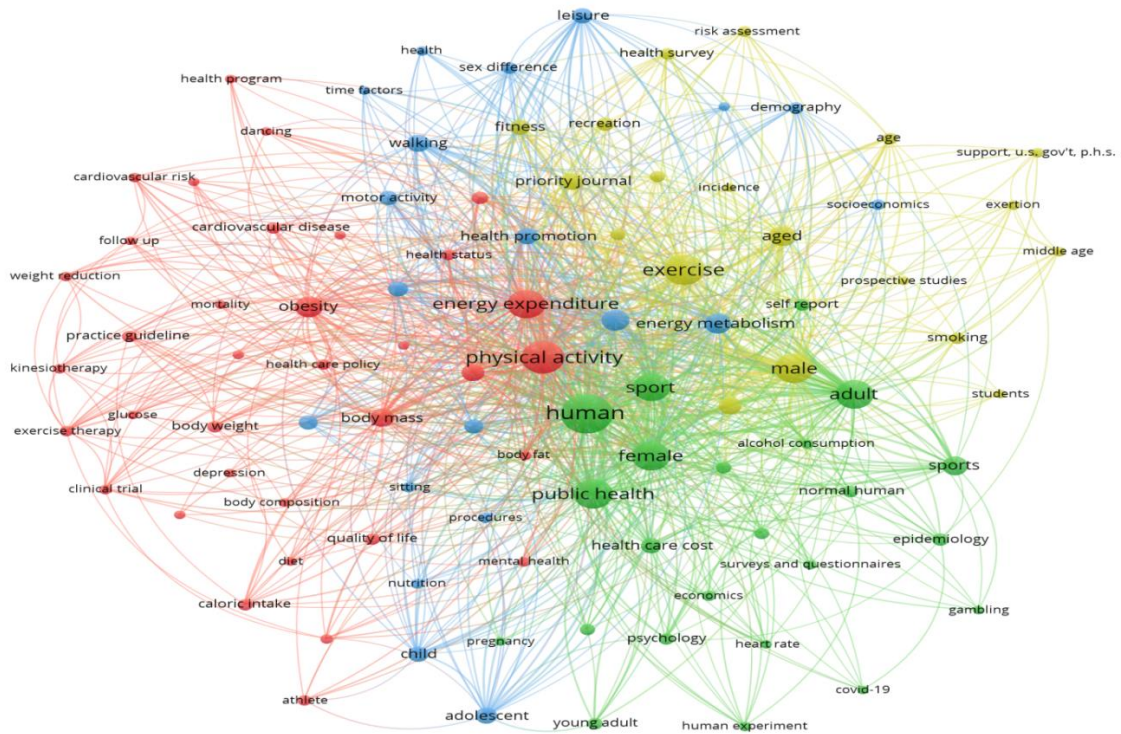 leisure
risk assessment
health
health survey
sex difference
health program
time factors
demography
fitness
recreation
dancing
walking
age
support, u.s. gov't, p.h.s.
cardiovascular risk
priority journal
incidence
motor activity
socioeconomics
exertion
cardiovascular disease
health promotion
aged
follow up
health status
middle age
weight reduction
exercise
prospective studies
mortality
obesity
energy expenditure
self report
energy metabolism
practice guideline
smoking
physical activity
kinesiotherapy
health care policy
male
sport
adult
students
glucose
body mass
human
exercise therapy
body weight
alcohol consumption
body fat
female
sports
depression
clinical trial
sitting
public health
normal human
body composition
procedures
quality of life
health care cost
epidemiology
diet
mental health
surveys and questionnaires
nutrition
economics
caloric intake
gambling
pregnancy
psychology
heart rate
child
covid-19
athlete
adolescent
young adult
human experiment